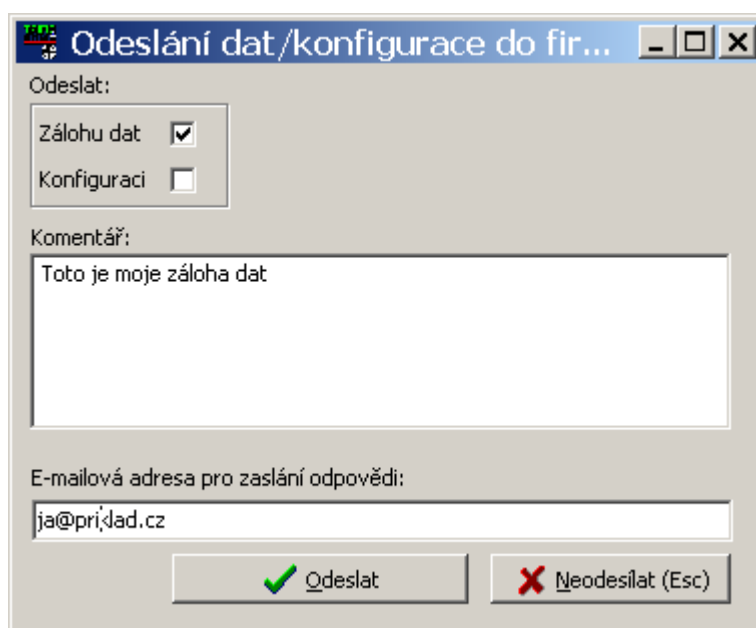 Odeslání dat/konfigurace do fir...
Odeslat:
Zálohu dat
Konfiguraci
Komentář:
Toto je moje záloha dat
E-mailová adresa pro zaslání odpovědi:
ja@priklad.cz
Odeslat
Neodesílat (Esc)